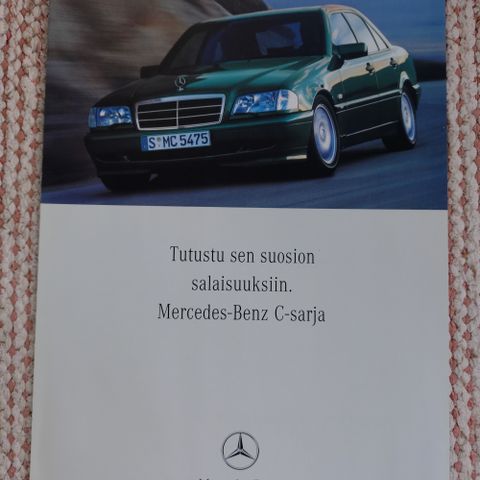 S MC 5475
Tutustu sen suosion
salaisuuksiin.
Mercedes-Benz C-sarja